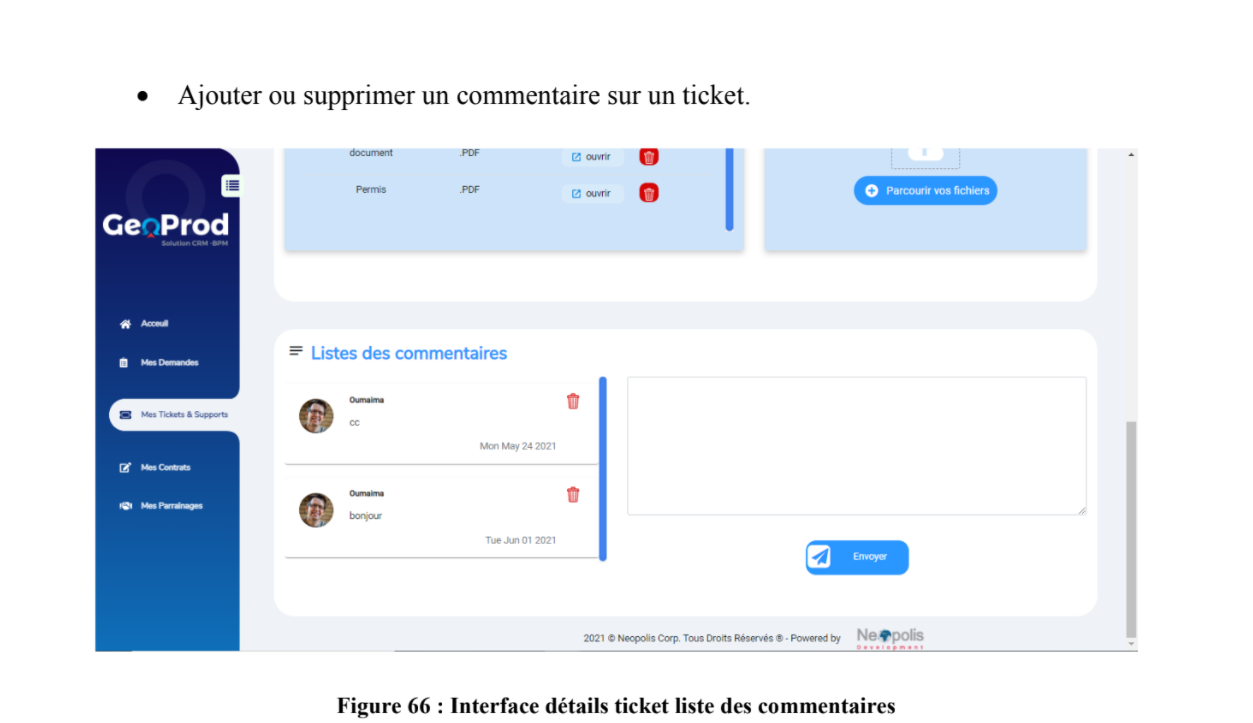 • Ajouter ou supprimer un commentaire sur un ticket.
document .PDF ouvrir
Permis .PDF ouvrir
Parcourir vos fichiers
GeoProd
Solution CRM -BPM
Acceuil
Mes Demandes
Mes Tickets & Supports
Mes Contrats
Mes Parrainages
Listes des commentaires
Oumaima
cc
Mon May 24 2021
Oumaima
bonjour
Tue Jun 01 2021
Envoyer
2021 © Neopolis Corp. Tous Droits Réservés ® - Powered by
Neopolis
Development
Figure 66 : Interface détails ticket liste des commentaires